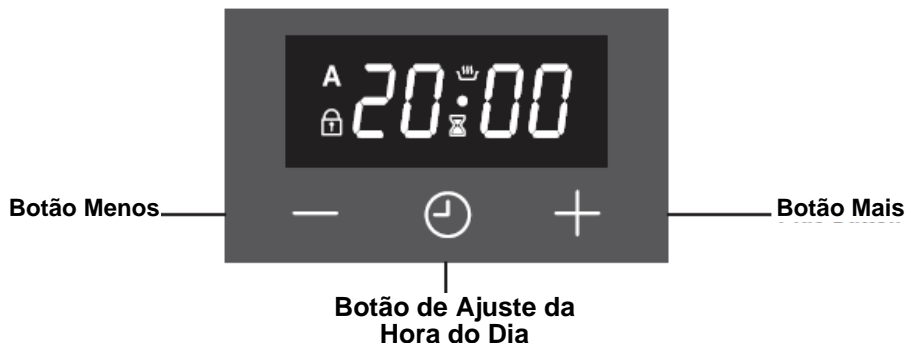 A
20:00
Botão Menos
Botão Mais
Botão de Ajuste da
Hora do Dia